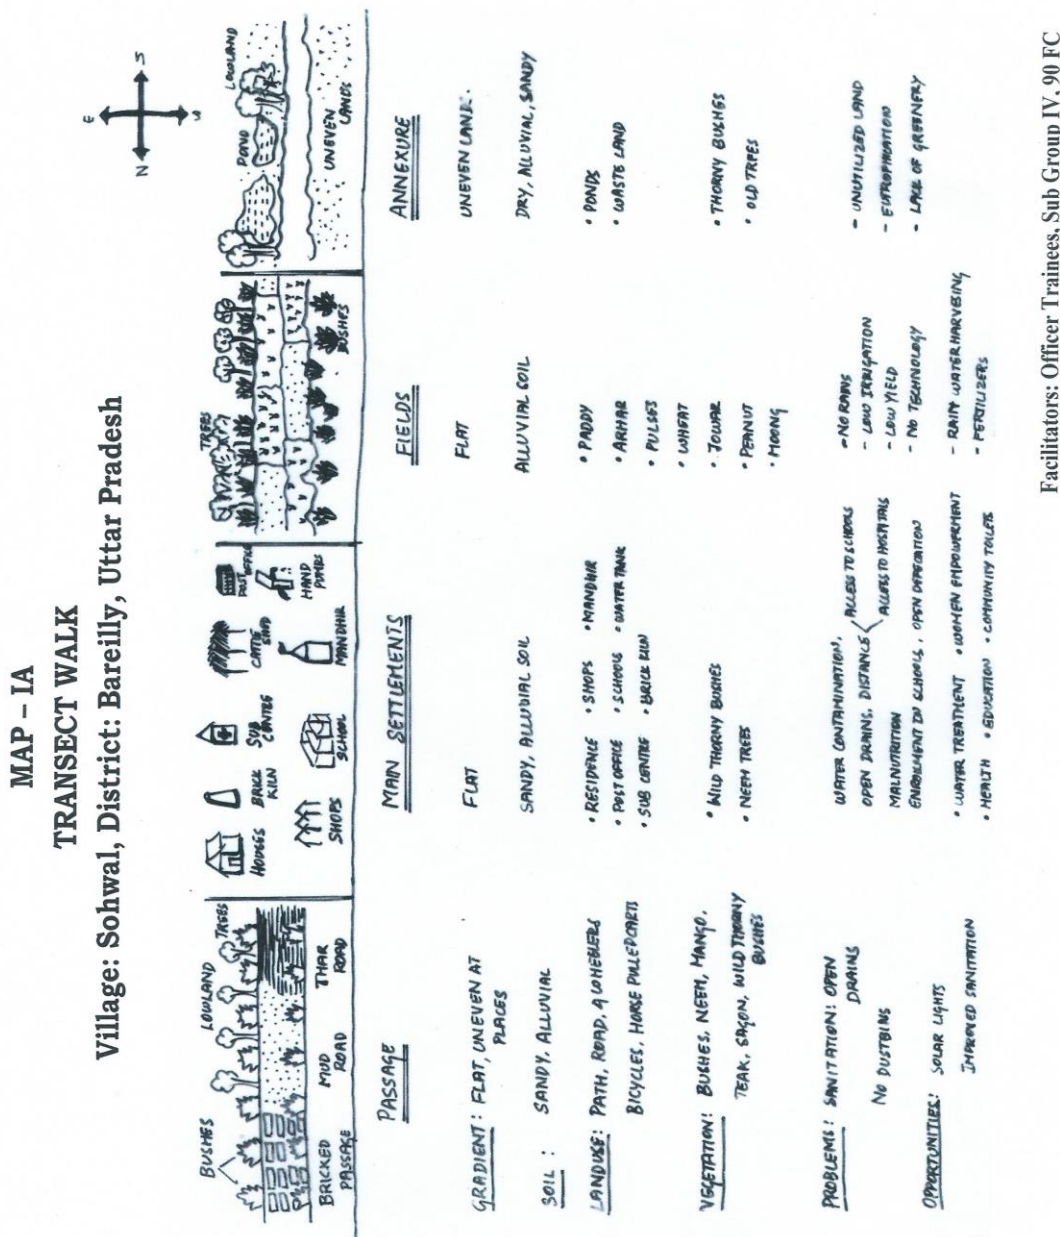 MAP – IA
TRANSECT WALK
Village: Sohwal, District: Bareilly, Uttar Pradesh
E
N
S
W
BUSHES
LOWLAND
TREES
BRICKED PASSAGE
MUD ROAD
THAR ROAD
HOUSES
BRICK KILN
SUB CENTRE
CATTLE SHED
POST OFFICE
SHOPS
SCHOOL
MANDHIR
HAND PUMPS
TREES
BUSHES
POND
LOWLAND
UNEVEN LANDS
PASSAGE
MAIN SETTLEMENTS
FIELDS
ANNEXURE
GRADIENT : FLAT, UNEVEN AT PLACES
FLAT
FLAT
UNEVEN LAND.
SOIL : SANDY, ALLUVIAL
SANDY, ALLUBIAL SOIL
ALLUVIAL SOIL
DRY, ALLUVIAL, SANDY
LANDUSE: PATH, ROAD, 4 WHEELERS
BICYCLES, HORSE PULLED CARTS
• RESIDENCE • SHOPS • MANDHIR
• POST OFFICE • SCHOOLS • WATER TANK
• SUB CENTRE • BRICK KILN
• PADDY
• ARHAR
• PULSES
• WHEAT
• JOWAR
• PEANUT
• MOONG
• PONDS
• WASTE LAND
VEGETATION: BUSHES, NEEM, MANGO,
TEAK, SAGON, WILD THORNY BUSHES
• WILD THORNY BUSHES
• NEEM TREES
• THORNY BUSHES
• OLD TREES
PROBLEMS: SANITATION: OPEN DRAINS
NO DUSTBINS
WATER CONTAMINATION,
OPEN DRAINS, DISTANCE
ACCESS TO SCHOOLS
ACCESS TO HOSPITALS
MALNUTRITION
ENROLMENT IN SCHOOLS, OPEN DEFECATION
- NO RAINS
- LOW IRRIGATION
- LOW YIELD
- NO TECHNOLOGY
- UNUTILIZED LAND
- EUTROPHICATION
- LACK OF GREENERY
OPPORTUNITIES: SOLAR LIGHTS
IMPROVED SANITATION
• WATER TREATMENT • WOMEN EMPOWERMENT
• HEALTH • EDUCATION • COMMUNITY TOILETS
- RAIN WATER HARVESING
- FERTILIZERS
Facilitators: Officer Trainees, Sub Group IV, 90 FC